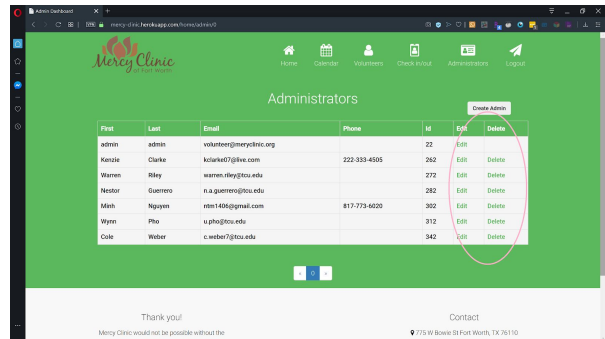 Admin Dashboard
VPN mercy-clinic.herokuapp.com/home/admin/0
Mercy Clinic
of Fort Worth
Home Calendar Volunteers Check in/out Administrators Logout
Administrators
Create Admin
First Last Email Phone Id Edit Delete
admin admin volunteer@meryclinic.org 22 Edit
Kenzie Clarke kclarke07@live.com 222-333-4505 262 Edit Delete
Warren Riley warren.riley@tcu.edu 272 Edit Delete
Nestor Guerrero n.a.guerrero@tcu.edu 282 Edit Delete
Minh Nguyen ntm1406@gmail.com 817-773-6020 302 Edit Delete
Wynn Pho u.pho@tcu.edu 312 Edit Delete
Cole Weber c.weber7@tcu.edu 342 Edit Delete
« 0 »
Thank you! Contact
Mercy Clinic would not be possible without the 775 W Bowie St Fort Worth, TX 76110